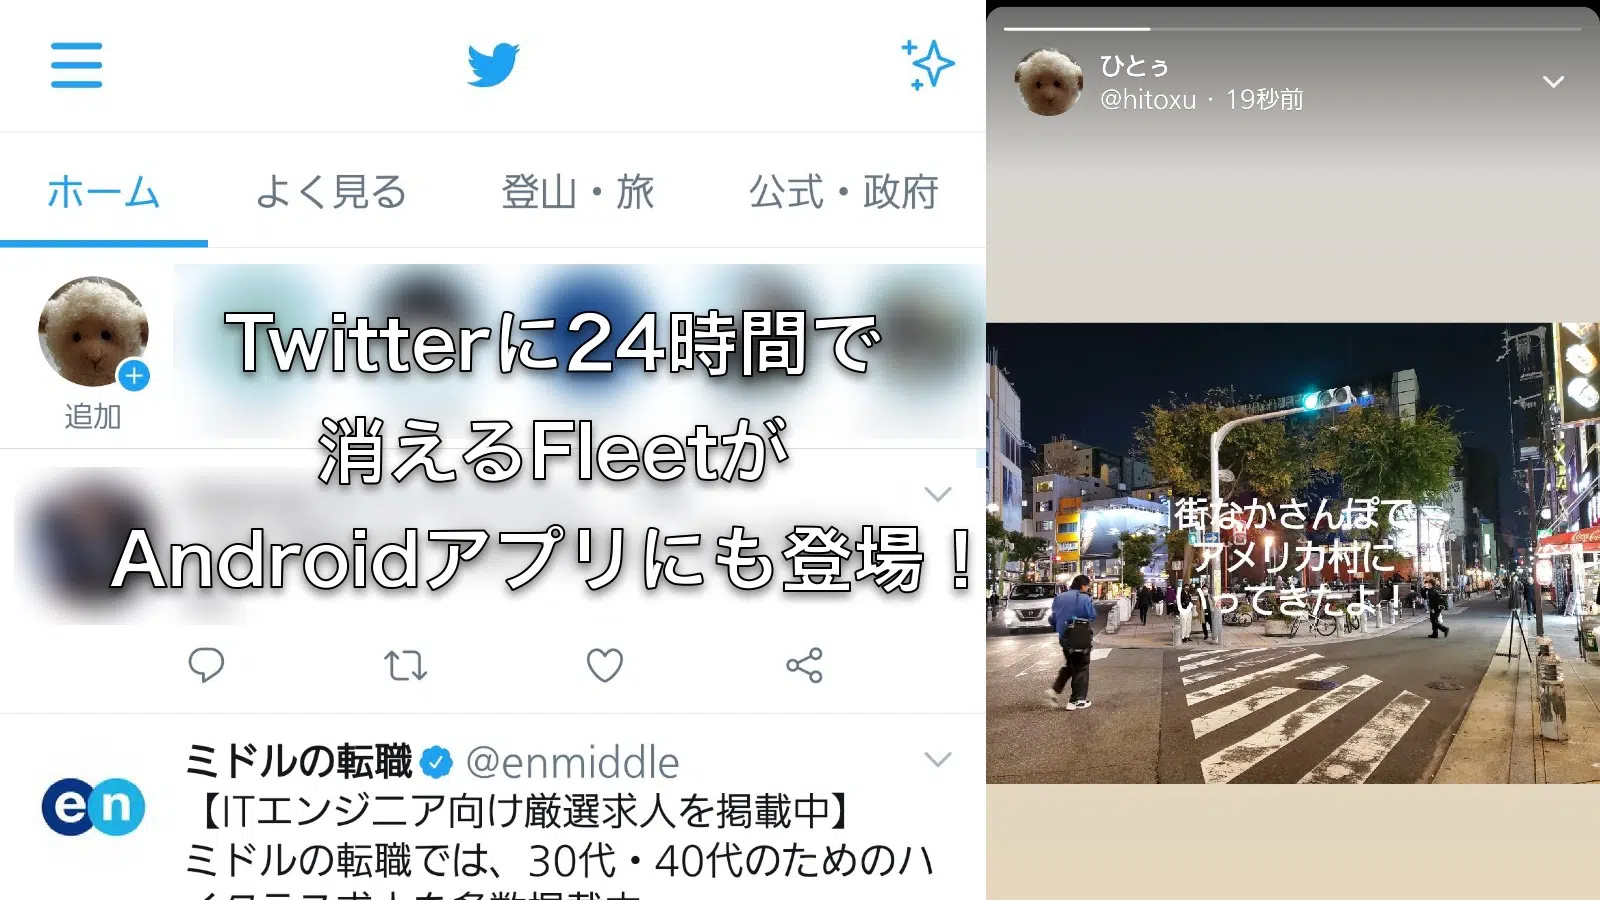 ホーム
よく見る
登山・旅
公式・政府
追加
Twitterに24時間で
消えるFleetが
Androidアプリにも登場！
ミドルの転職 @enmiddle
【ITエンジニア向け厳選求人を掲載中】
ミドルの転職では、30代・40代のためのハ
en
ひとぅ
@hitoxu · 19秒前
街なかさんぽで
アメリカ村に
いってきたよ！